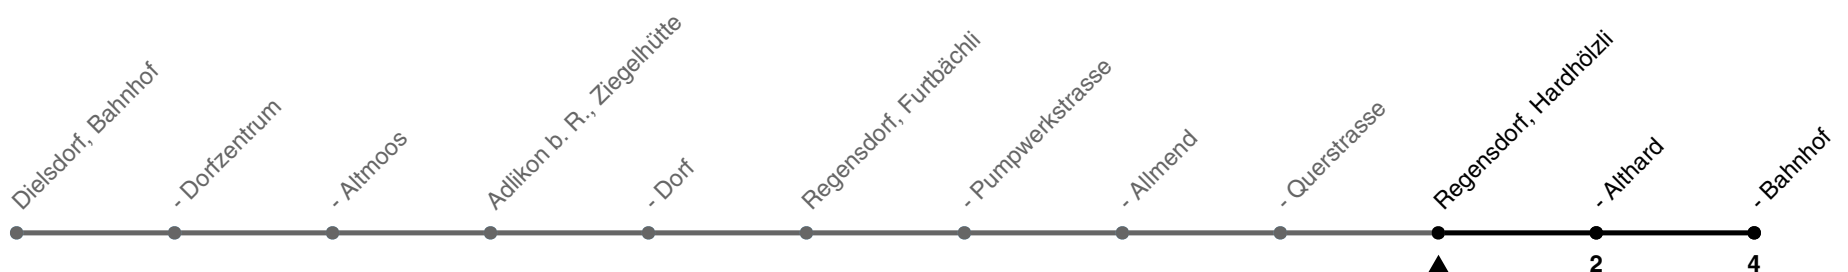 Dielsdorf, Bahnhof
- Dorfzentrum
- Altmoos
Adlikon b. R., Ziegelhütte
- Dorf
Regensdorf, Furtbächli
- Pumpwerkstrasse
- Allmend
- Querstrasse
Regensdorf, Hardhölzli
- Althard
- Bahnhof
2
4